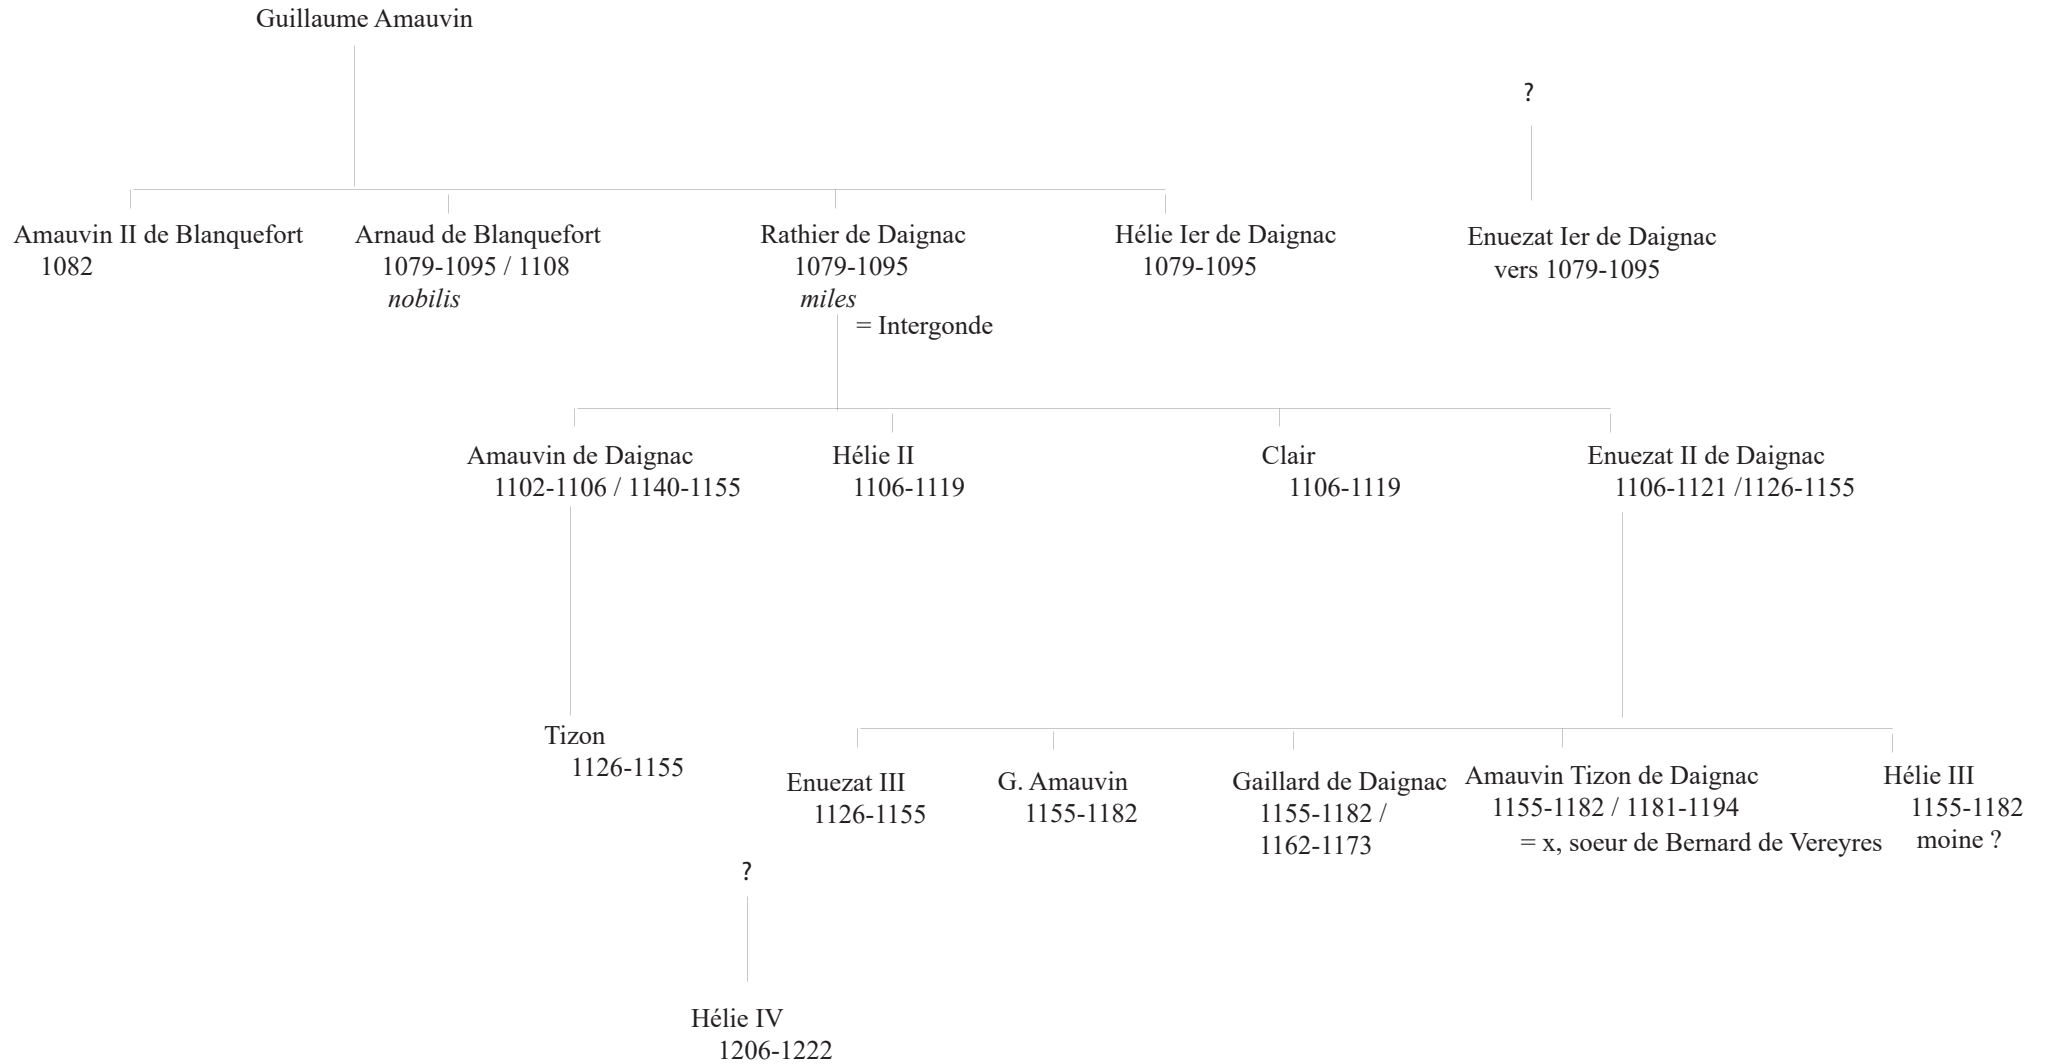 Guillaume Amauvin
?
Amauvin II de Blanquefort
1082
Arnaud de Blanquefort
1079-1095 / 1108
nobilis
Rathier de Daignac
1079-1095
miles
= Intergonde
Hélie Ier de Daignac
1079-1095
Enuezat Ier de Daignac
vers 1079-1095
Amauvin de Daignac
1102-1106 / 1140-1155
Hélie II
1106-1119
Clair
1106-1119
Enuezat II de Daignac
1106-1121 /1126-1155
Tizon
1126-1155
Enuezat III
1126-1155
G. Amauvin
1155-1182
Gaillard de Daignac
1155-1182 /
1162-1173
Amauvin Tizon de Daignac
1155-1182 / 1181-1194
= x, soeur de Bernard de Vereyres
Hélie III
1155-1182
moine ?
?
Hélie IV
1206-1222